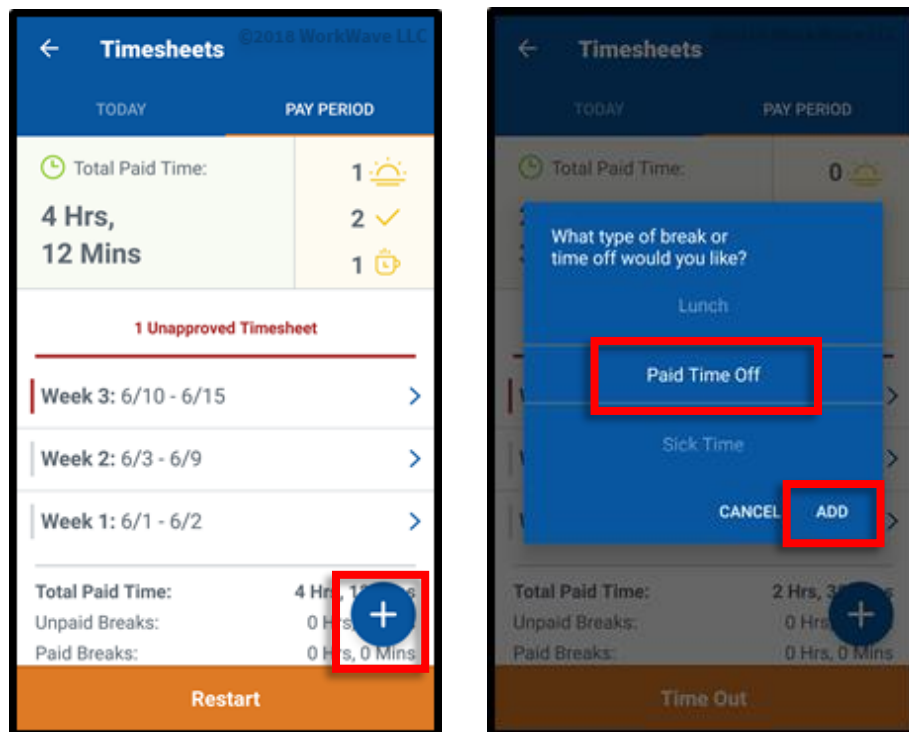 ©2018 WorkWave LLC
Timesheets
TODAY PAY PERIOD
Total Paid Time:
1
4 Hrs,
12 Mins
2
1
1 Unapproved Timesheet
Week 3: 6/10 - 6/15
Week 2: 6/3 - 6/9
Week 1: 6/1 - 6/2
Total Paid Time: 4 Hrs, 1
Unpaid Breaks: 0 Hrs,
Paid Breaks: 0 Hrs, 0 Mins
Restart
Timesheets
TODAY PAY PERIOD
Total Paid Time:
0
What type of break or
time off would you like?
Lunch
Paid Time Off
Sick Time
CANCEL ADD
Total Paid Time: 2 Hrs, 3
Unpaid Breaks: 0 Hrs
Paid Breaks: 0 Hrs, 0 Mins
Time Out